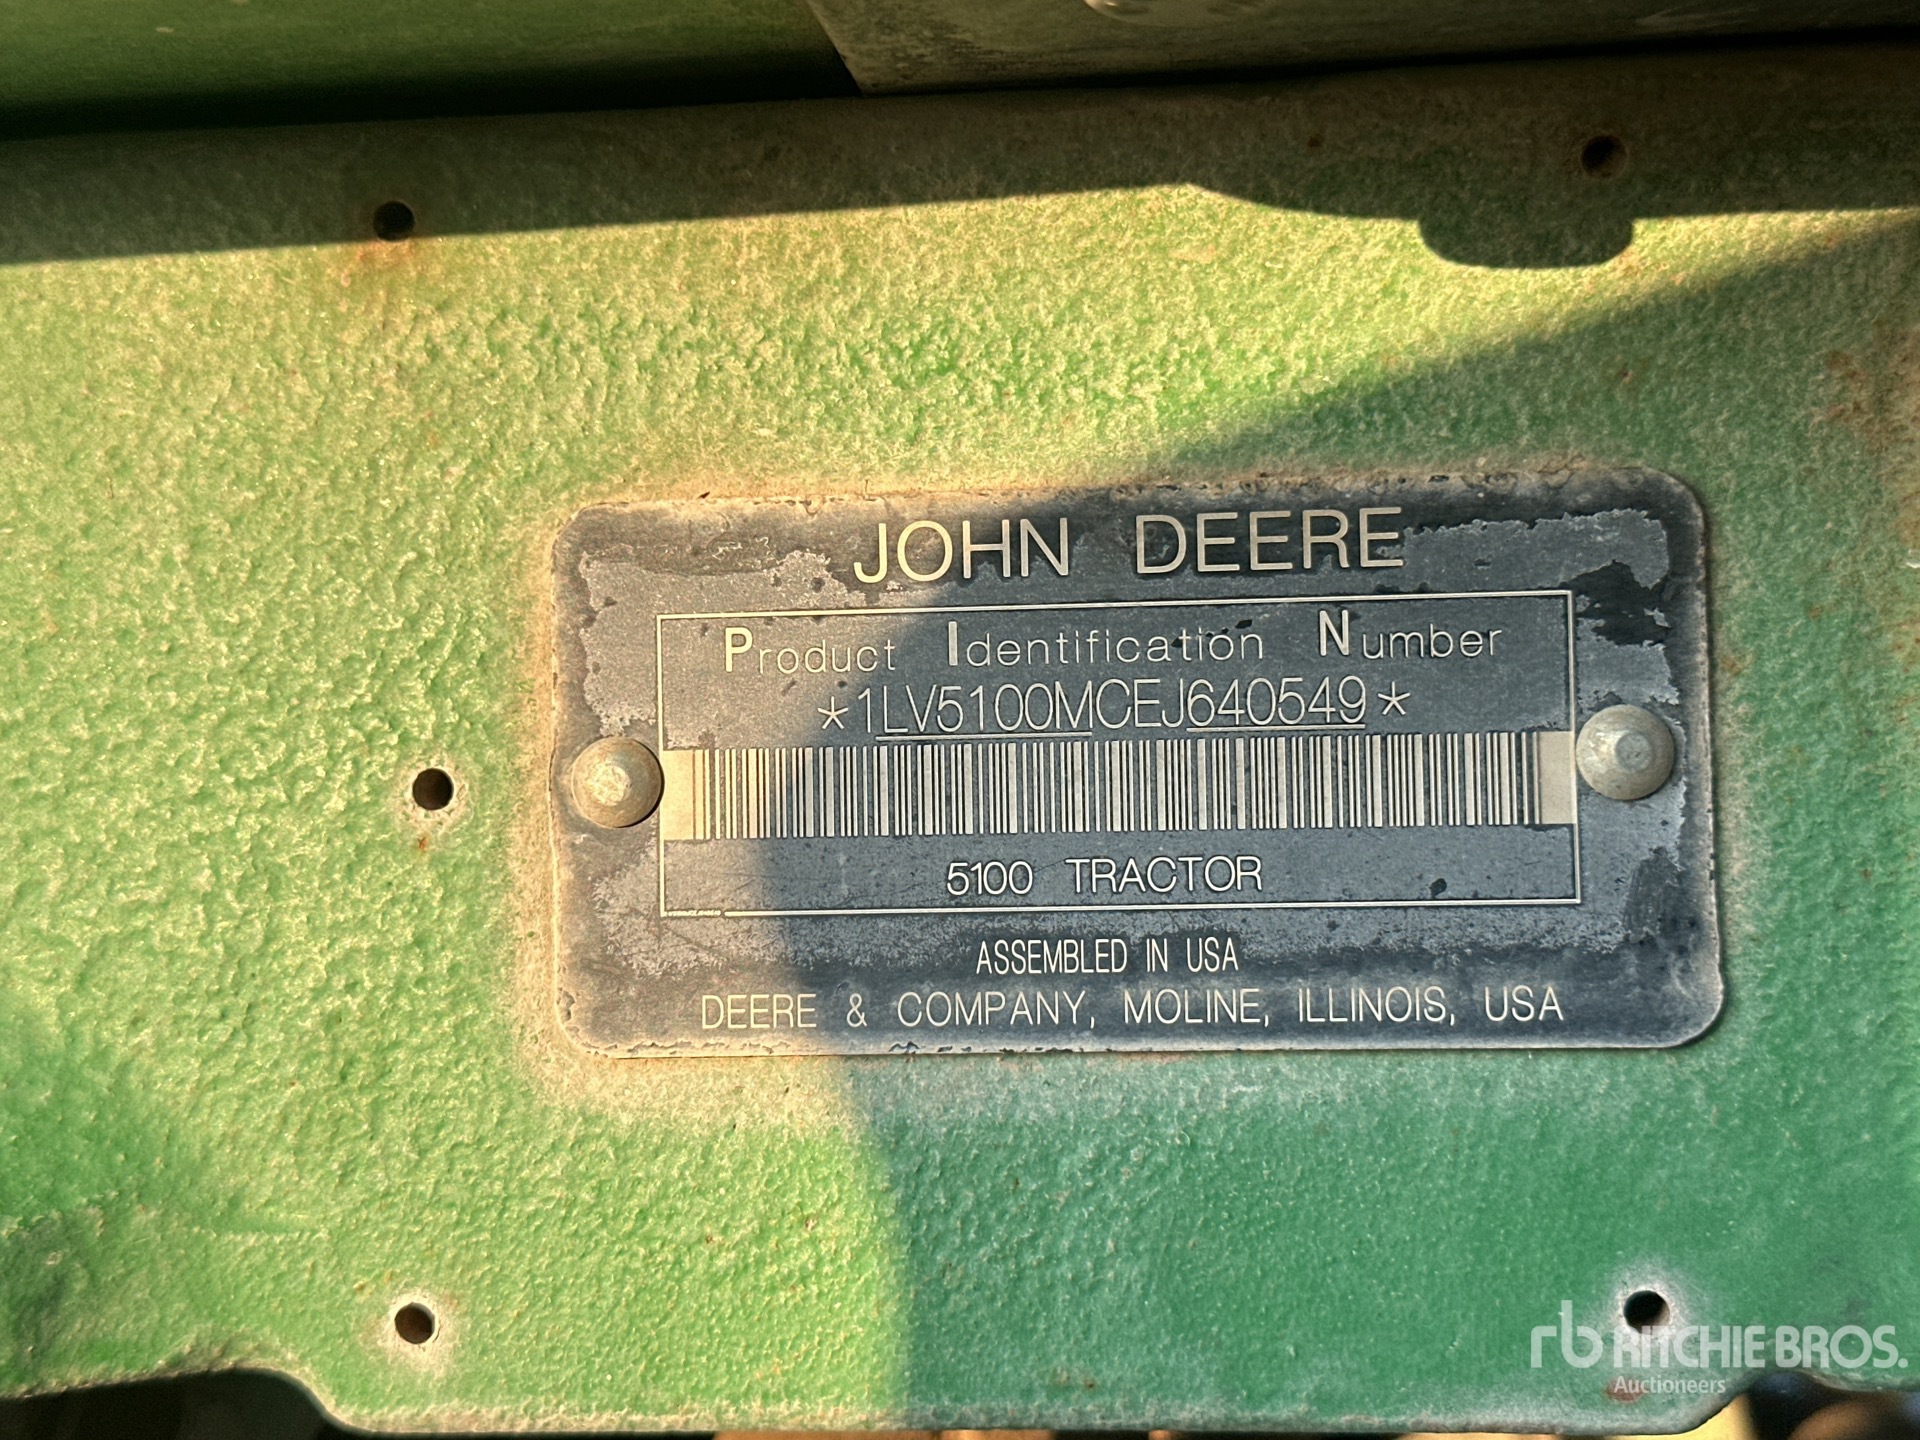 JOHN DEERE
Product Identification Number
*1LV5100MCEJ640549*
5100 TRACTOR
ASSEMBLED IN USA
DEERE & COMPANY, MOLINE, ILLINOIS, USA
rb RITCHIE BROS.
Auctioneers